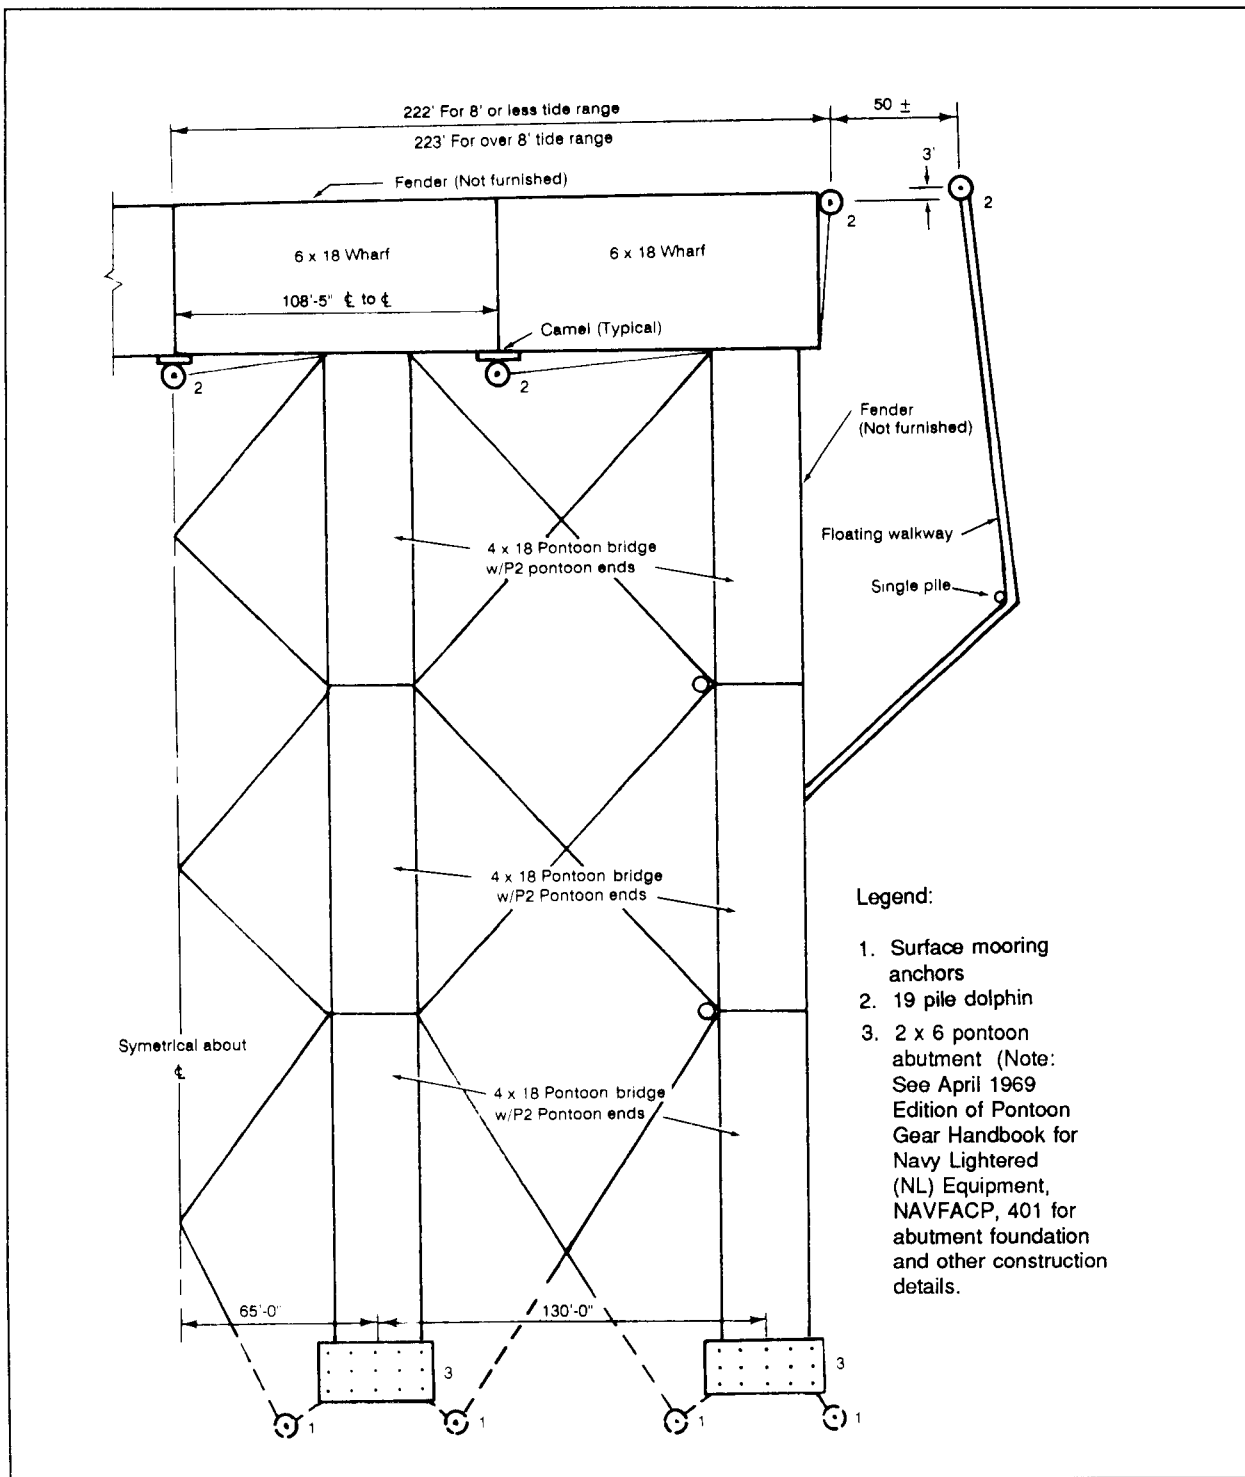 222' For 8' or less tide range
50 ±
223' For over 8' tide range
3'
Fender (Not furnished)
2
2
6 x 18 Wharf
6 x 18 Wharf
108'-5" ℄ to ℄
Camel (Typical)
2
2
Fender
(Not furnished)
Floating walkway
4 x 18 Pontoon bridge
w/P2 pontoon ends
Single pile
4 x 18 Pontoon bridge
w/P2 Pontoon ends
Legend:
1. Surface mooring
anchors
2. 19 pile dolphin
3. 2 x 6 pontoon
abutment (Note:
See April 1969
Edition of Pontoon
Gear Handbook for
Navy Lightered
(NL) Equipment,
NAVFACP, 401 for
abutment foundation
and other construction
details.
Symetrical about
℄
4 x 18 Pontoon bridge
w/P2 Pontoon ends
65'-0"
130'-0"
3
3
1
1
1
1